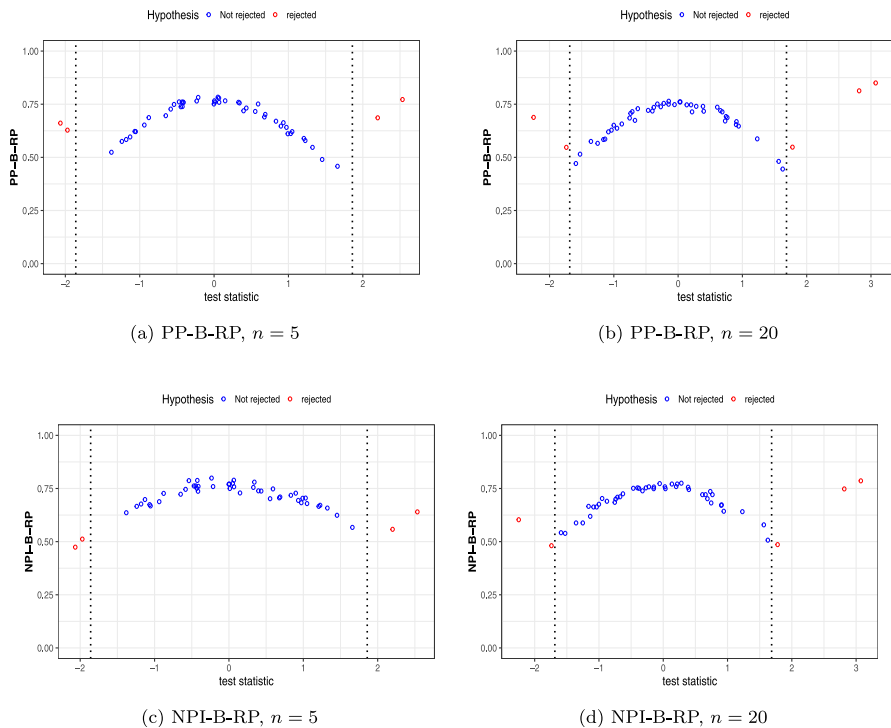 Hypothesis Not rejected rejected
1.00
0.75
0.50
0.25
0.00
PP-B-RP
−2 −1 0 1 2
test statistic
(a) PP-B-RP, n = 5
Hypothesis Not rejected rejected
1.00
0.75
0.50
0.25
0.00
PP-B-RP
−2 −1 0 1 2 3
test statistic
(b) PP-B-RP, n = 20
Hypothesis Not rejected rejected
1.00
0.75
0.50
0.25
0.00
NPI-B-RP
−2 −1 0 1 2
test statistic
(c) NPI-B-RP, n = 5
Hypothesis Not rejected rejected
1.00
0.75
0.50
0.25
0.00
NPI-B-RP
−2 −1 0 1 2 3
test statistic
(d) NPI-B-RP, n = 20